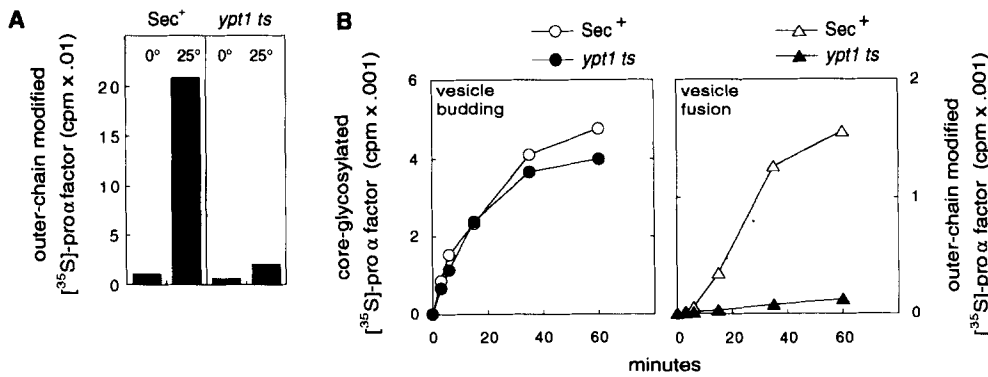 A
Sec+ ypt1 ts
0° 25° 0° 25°
20
15
10
5
0
outer-chain modified
[35S]-pro α factor (cpm x .01)
B
Sec+
ypt1 ts
Sec+
ypt1 ts
vesicle
budding
vesicle
fusion
6
4
2
0
core-glycosylated
[35S]-pro α factor (cpm x .001)
2
1
0
outer-chain modified
[35S]-pro α factor (cpm x .001)
0 20 40 60
0 20 40 60
minutes